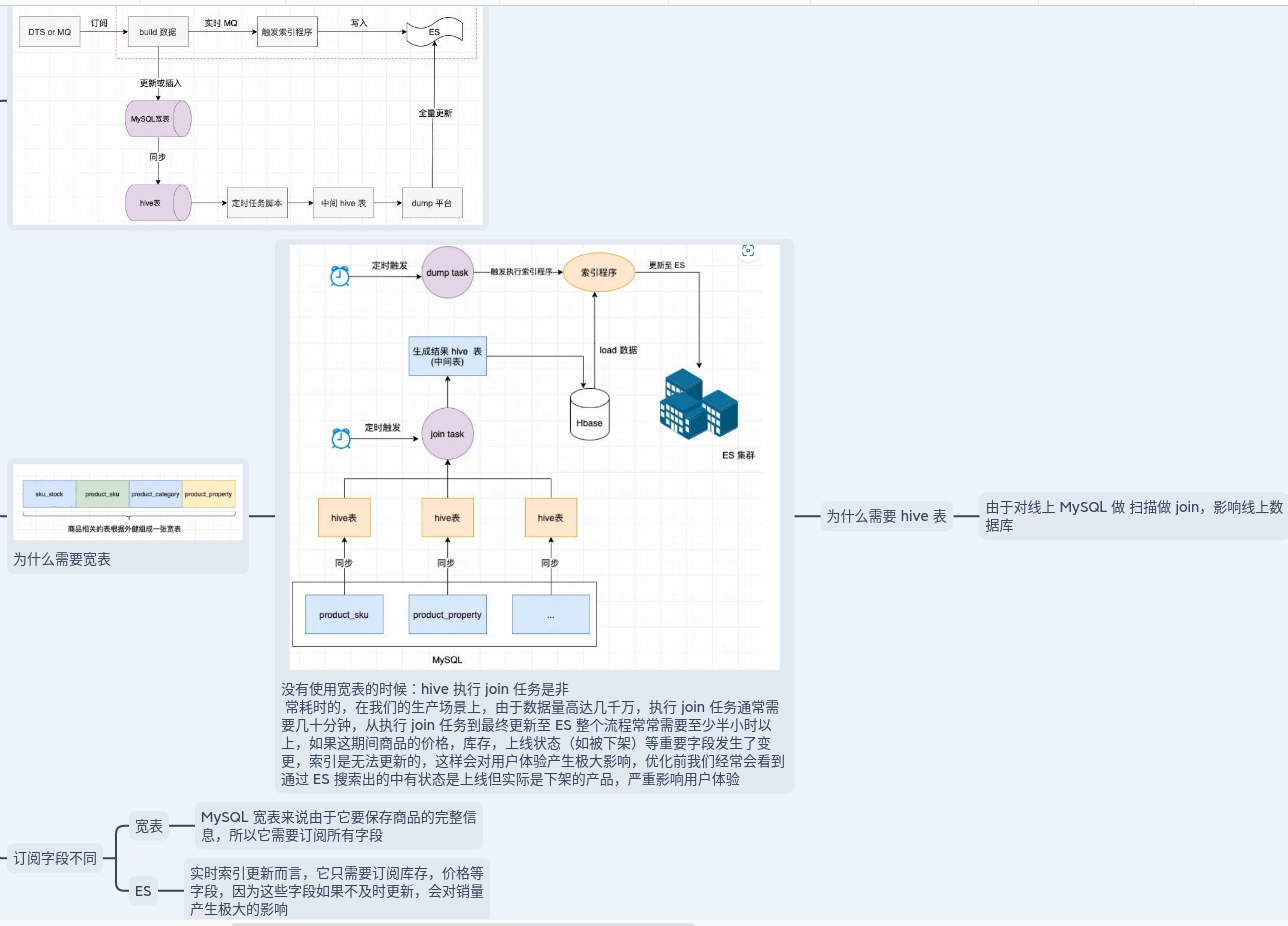 DTS or MQ
订阅
build 数据
实时 MQ
触发索引程序
写入
ES
更新或插入
MySQL宽表
全量更新
同步
hive表
定时任务脚本
中间 hive 表
dump 平台
定时触发
dump task
触发执行索引程序
索引程序
更新至 ES
生成结果 hive 表
(中间表)
load 数据
Hbase
定时触发
join task
ES 集群
hive表
hive表
hive表
同步
同步
同步
product_sku
product_property
...
MySQL
sku_stock
product_sku
product_category
product_property
商品相关的表根据外健组成一张宽表
为什么需要宽表
没有使用宽表的时候：hive 执行 join 任务是非
常耗时的，在我们的生产场景上，由于数据量高达几千万，执行 join 任务通常需
要几十分钟，从执行 join 任务到最终更新至 ES 整个流程常常需要至少半小时以
上，如果这期间商品的价格，库存，上线状态（如被下架）等重要字段发生了变
更，索引是无法更新的，这样会对用户体验产生极大影响，优化前我们经常会看到
通过 ES 搜索出的中有状态是上线但实际是下架的产品，严重影响用户体验
为什么需要 hive 表
由于对线上 MySQL 做 扫描做 join，影响线上数
据库
订阅字段不同
宽表
MySQL 宽表来说由于它要保存商品的完整信
息，所以它需要订阅所有字段
ES
实时索引更新而言，它只需要订阅库存，价格等
字段，因为这些字段如果不及时更新，会对销量
产生极大的影响